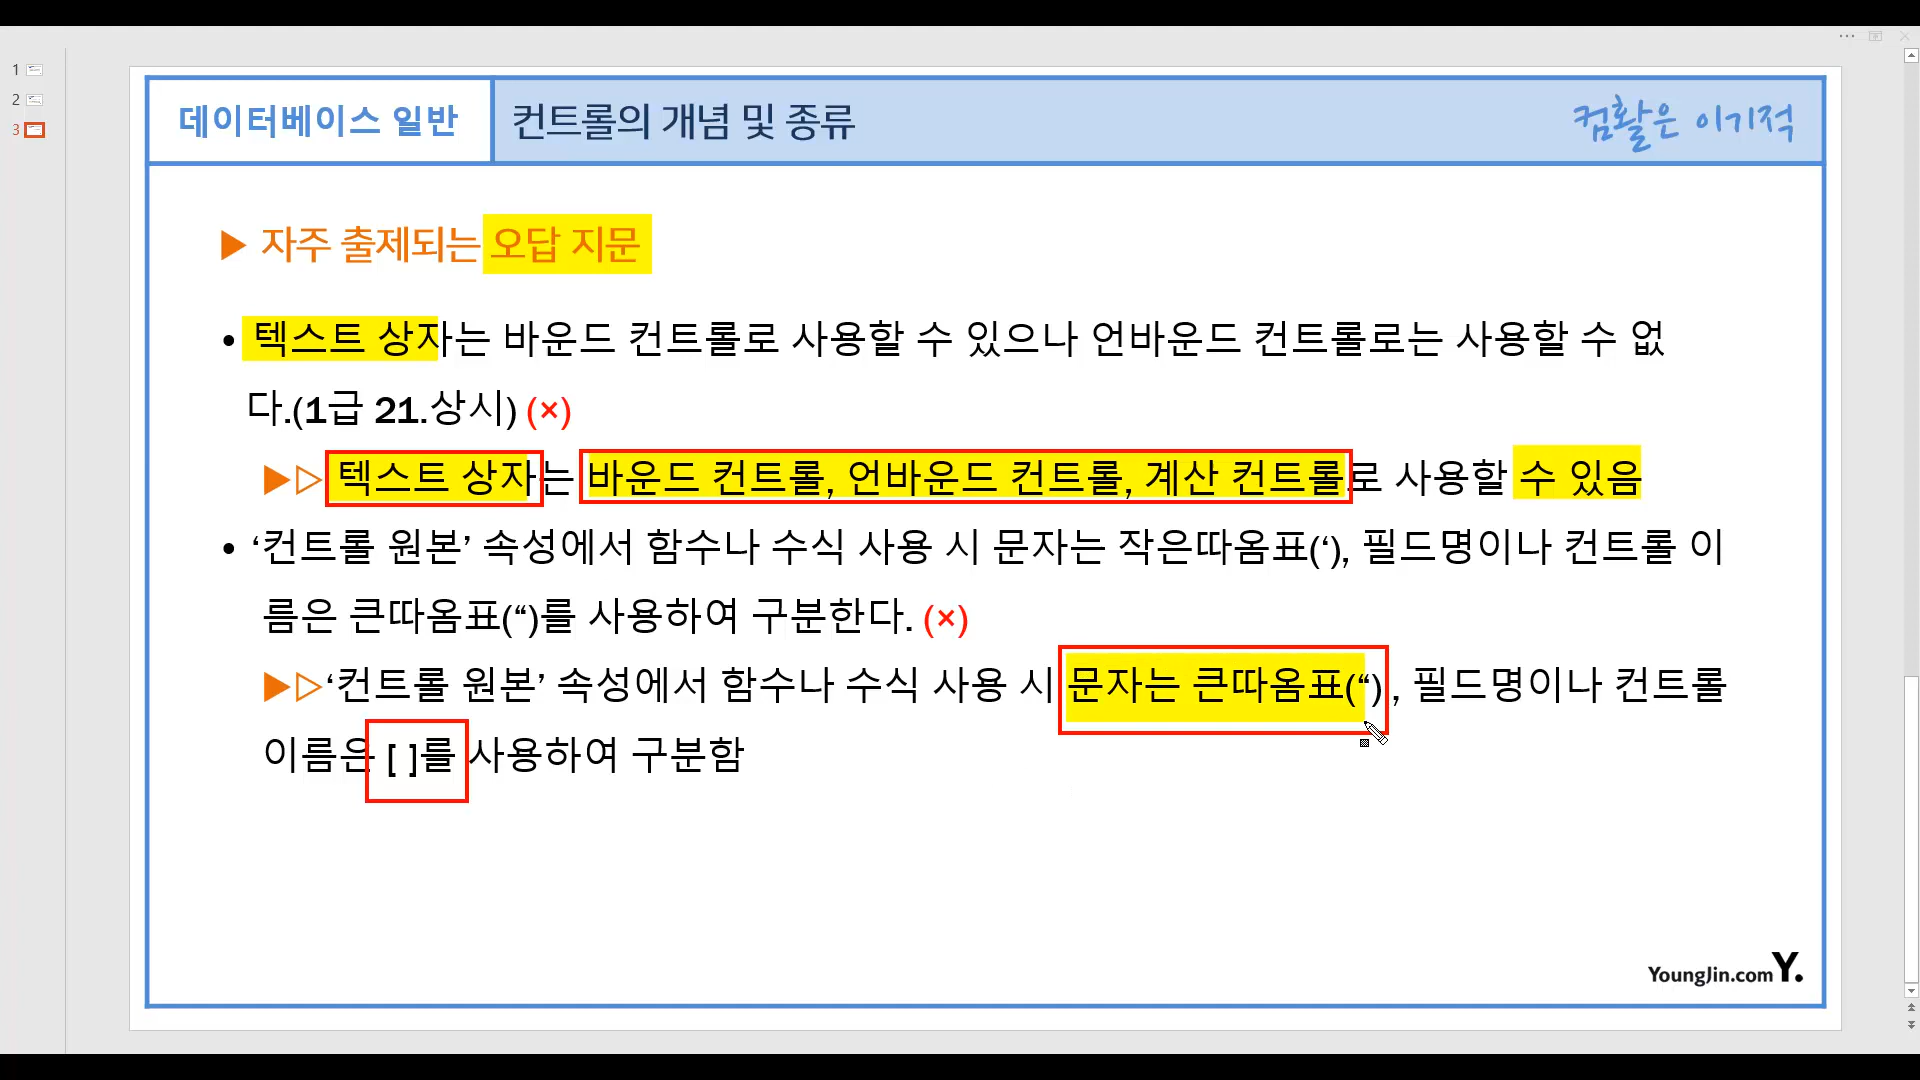 1
2
3
데이터베이스 일반
컨트롤의 개념 및 종류
컴활은 이기적
▶ 자주 출제되는 오답 지문
• 텍스트 상자는 바운드 컨트롤로 사용할 수 있으나 언바운드 컨트롤로는 사용할 수 없
다.(1급 21.상시) (×)
▶▷ 텍스트 상자는 바운드 컨트롤, 언바운드 컨트롤, 계산 컨트롤로 사용할 수 있음
• ‘컨트롤 원본’ 속성에서 함수나 수식 사용 시 문자는 작은따옴표(‘), 필드명이나 컨트롤 이
름은 큰따옴표(“)를 사용하여 구분한다. (×)
▶▷‘컨트롤 원본’ 속성에서 함수나 수식 사용 시 문자는 큰따옴표(“) , 필드명이나 컨트롤
이름은 [ ]를 사용하여 구분함
YoungJin.com Y.